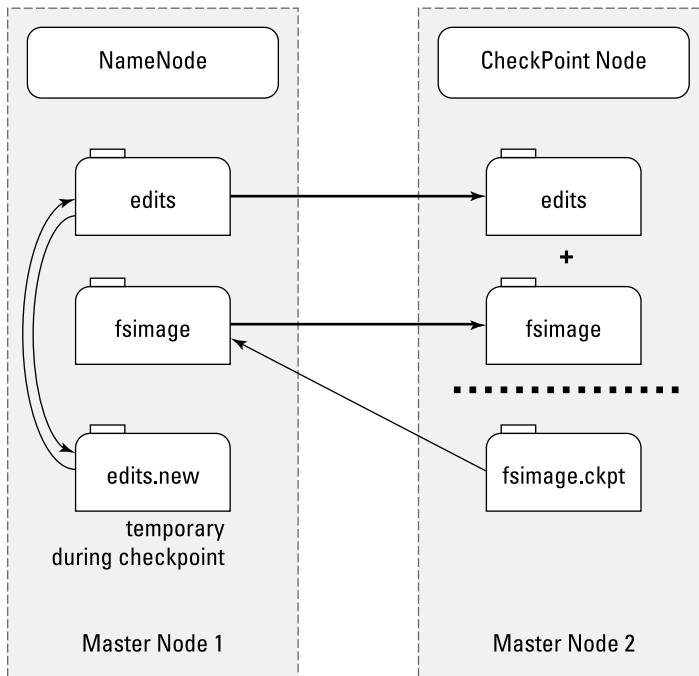 NameNode
CheckPoint Node
edits
edits
+
fsimage
fsimage
edits.new
fsimage.ckpt
temporary
during checkpoint
Master Node 1
Master Node 2